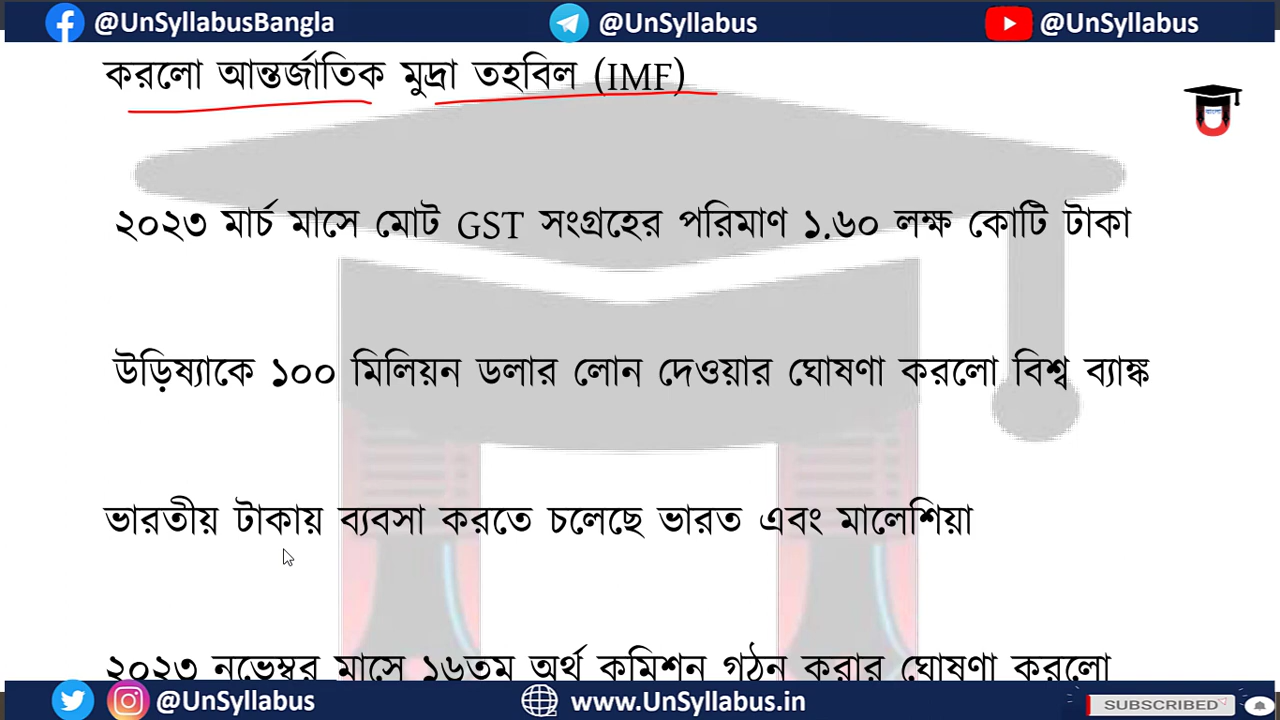 @UnSyllabusBangla @UnSyllabus @UnSyllabus
করলো আন্তর্জাতিক মুদ্রা তহবিল (IMF)
২০২৩ মার্চ মাসে মোট GST সংগ্রহের পরিমাণ ১.৬০ লক্ষ কোটি টাকা
উড়িষ্যাকে ১০০ মিলিয়ন ডলার লোন দেওয়ার ঘোষণা করলো বিশ্ব ব্যাঙ্ক
ভারতীয় টাকায় ব্যবসা করতে চলেছে ভারত এবং মালেশিয়া
২০২৩ নভেম্বর মাসে ১৬তম অর্থ কমিশন গঠন করার ঘোষণা করলো
@UnSyllabus www.UnSyllabus.in SUBSCRIBED